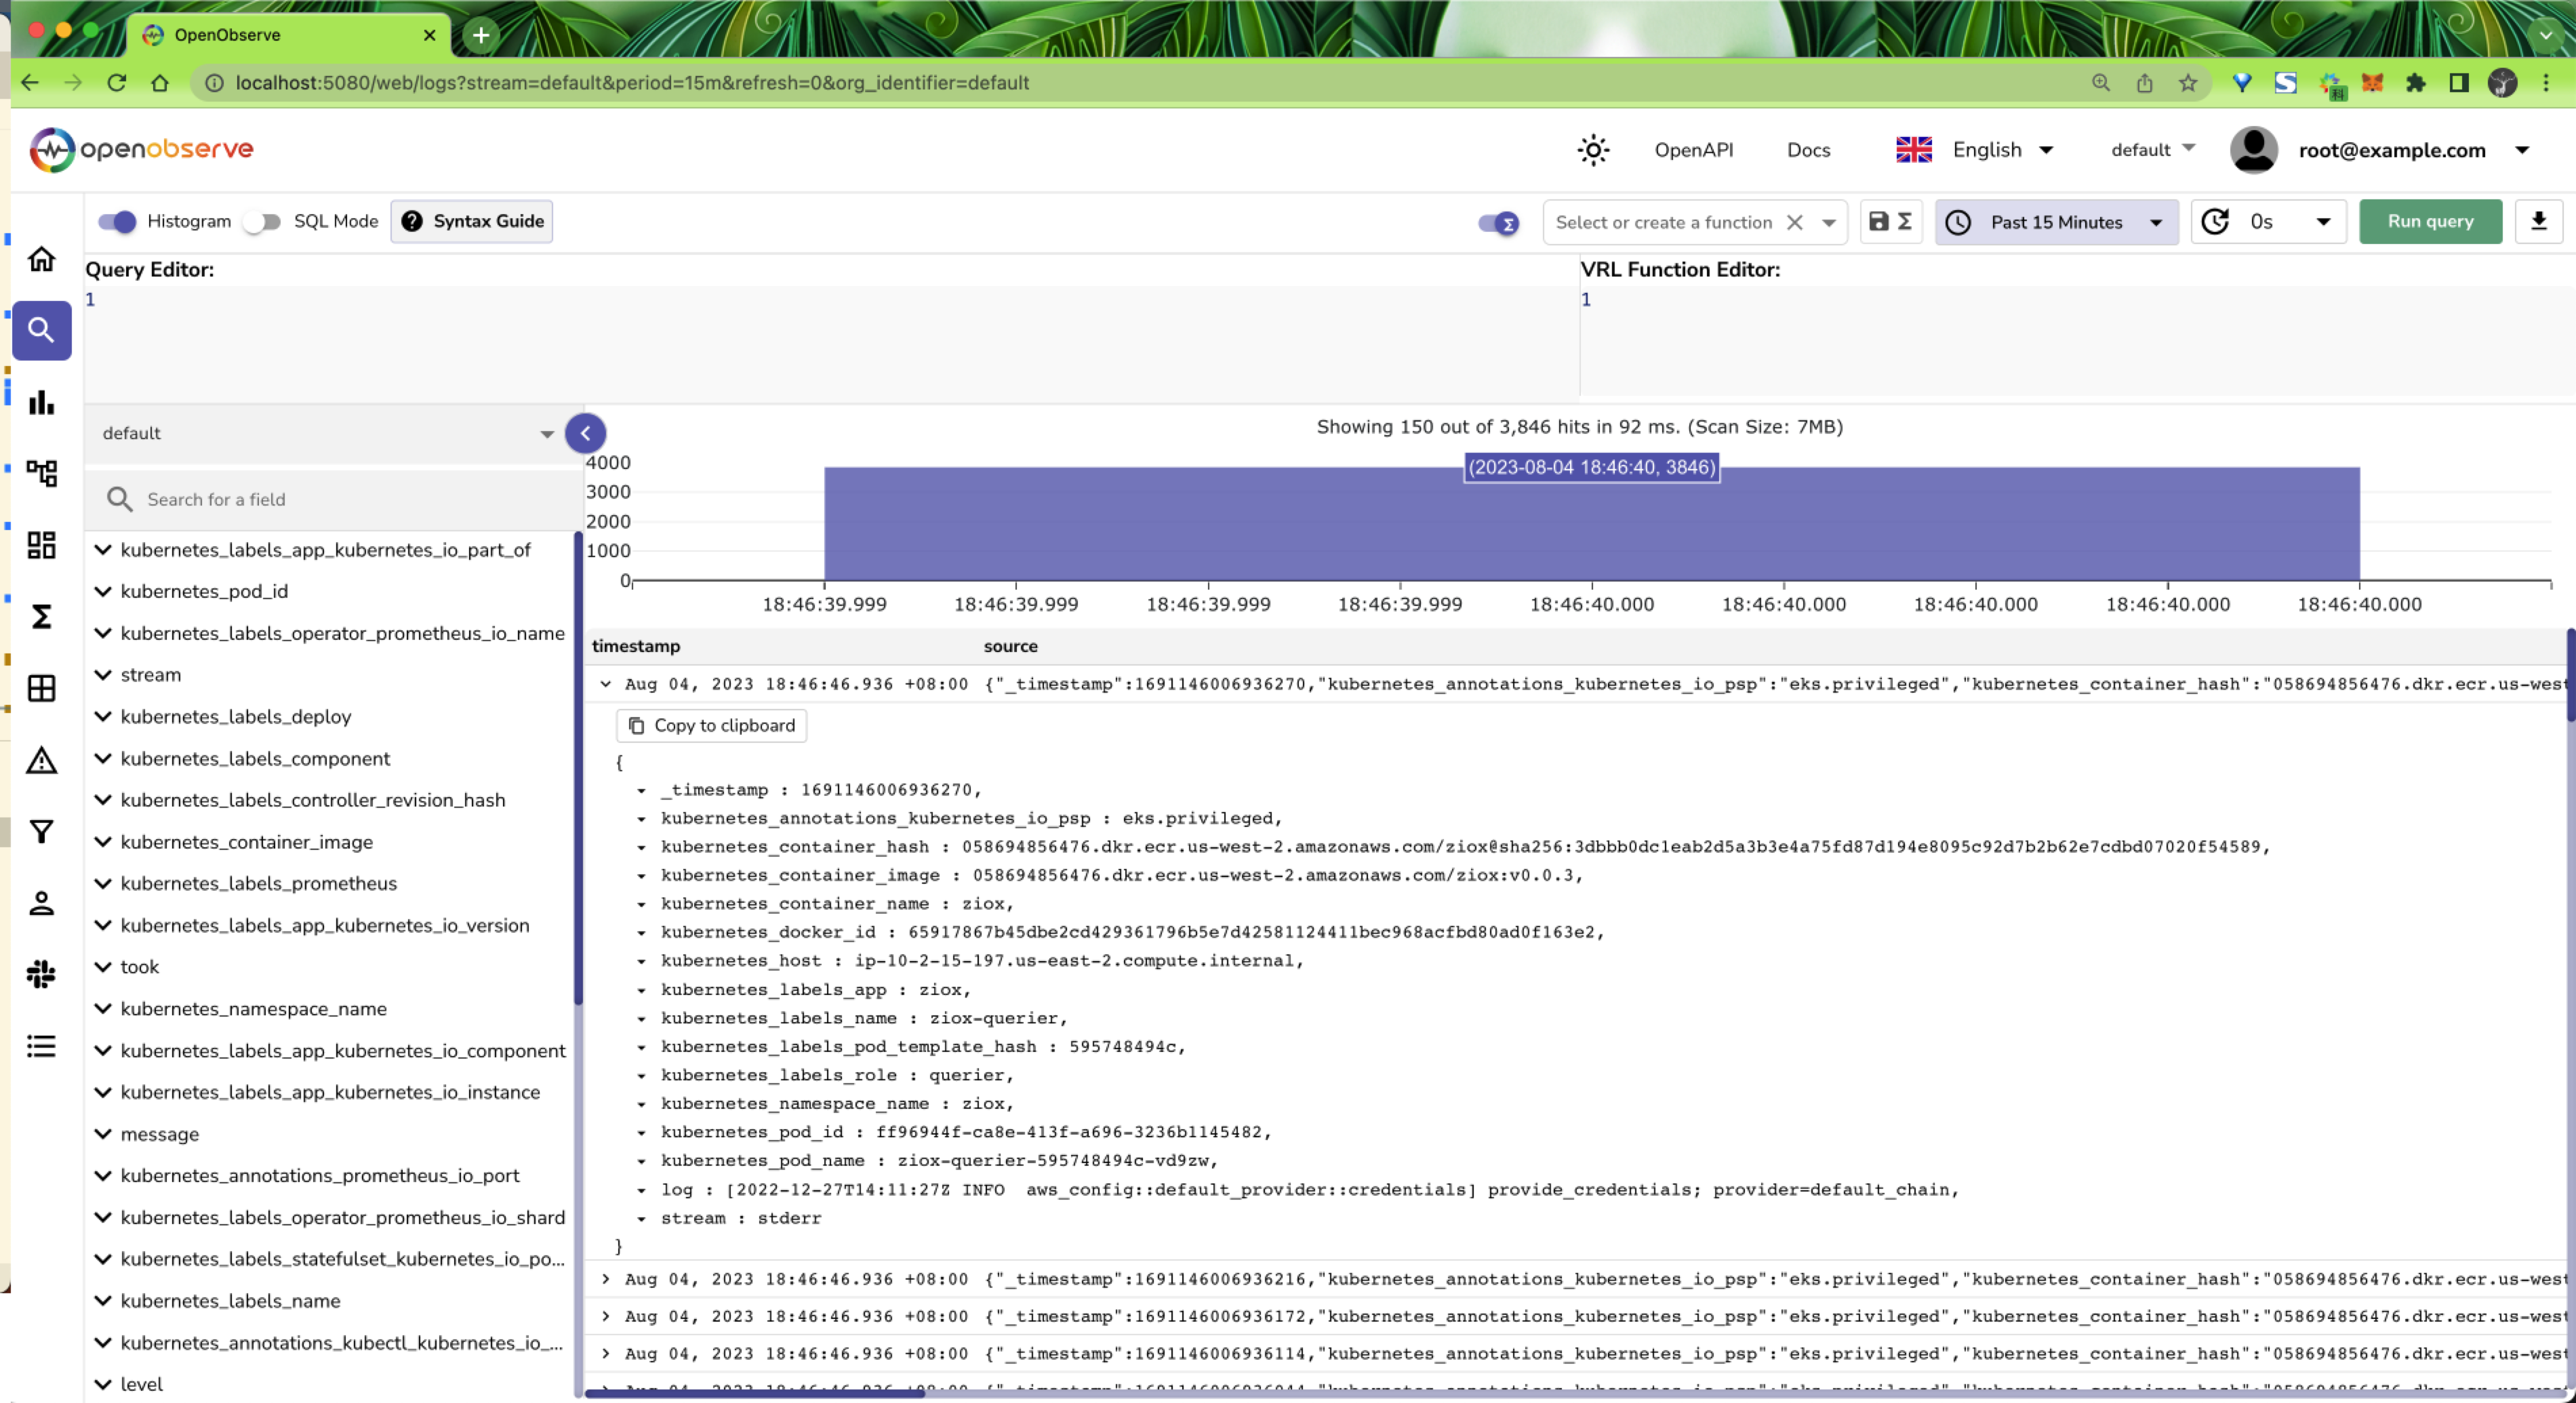 OpenObserve
localhost:5080/web/logs?stream=default&period=15m&refresh=0&org_identifier=default
openobserve
OpenAPI
Docs
English
default
root@example.com
Histogram
SQL Mode
Syntax Guide
Select or create a function
Past 15 Minutes
0s
Run query
Query Editor:
VRL Function Editor:
1
1
default
Search for a field
kubernetes_labels_app_kubernetes_io_part_of
kubernetes_pod_id
kubernetes_labels_operator_prometheus_io_name
stream
kubernetes_labels_deploy
kubernetes_labels_component
kubernetes_labels_controller_revision_hash
kubernetes_container_image
kubernetes_labels_prometheus
kubernetes_labels_app_kubernetes_io_version
took
kubernetes_namespace_name
kubernetes_labels_app_kubernetes_io_component
kubernetes_labels_app_kubernetes_io_instance
message
kubernetes_annotations_prometheus_io_port
kubernetes_labels_operator_prometheus_io_shard
kubernetes_labels_statefulset_kubernetes_io_po...
kubernetes_labels_name
kubernetes_annotations_kubectl_kubernetes_io_...
level
Showing 150 out of 3,846 hits in 92 ms. (Scan Size: 7MB)
(2023-08-04 18:46:40, 3846)
4000
3000
2000
1000
0
18:46:39.999 18:46:39.999 18:46:39.999 18:46:39.999 18:46:40.000 18:46:40.000 18:46:40.000 18:46:40.000 18:46:40.000
timestamp source
Aug 04, 2023 18:46:46.936 +08:00 {"_timestamp":1691146006936270,"kubernetes_annotations_kubernetes_io_psp":"eks.privileged","kubernetes_container_hash":"058694856476.dkr.ecr.us-west
Copy to clipboard
{
_timestamp : 1691146006936270,
kubernetes_annotations_kubernetes_io_psp : eks.privileged,
kubernetes_container_hash : 058694856476.dkr.ecr.us-west-2.amazonaws.com/ziox@sha256:3dbbb0dc1eab2d5a3b3e4a75fd87d194e8095c92d7b2b62e7cdbd07020f54589,
kubernetes_container_image : 058694856476.dkr.ecr.us-west-2.amazonaws.com/ziox:v0.0.3,
kubernetes_container_name : ziox,
kubernetes_docker_id : 65917867b45dbe2cd429361796b5e7d42581124411bec968acfbd80ad0f163e2,
kubernetes_host : ip-10-2-15-197.us-east-2.compute.internal,
kubernetes_labels_app : ziox,
kubernetes_labels_name : ziox-querier,
kubernetes_labels_pod_template_hash : 595748494c,
kubernetes_labels_role : querier,
kubernetes_namespace_name : ziox,
kubernetes_pod_id : ff96944f-ca8e-413f-a696-3236b1145482,
kubernetes_pod_name : ziox-querier-595748494c-vd9zw,
log : [2022-12-27T14:11:27Z INFO  aws_config::default_provider::credentials] provide_credentials; provider=default_chain,
stream : stderr
}
Aug 04, 2023 18:46:46.936 +08:00 {"_timestamp":1691146006936216,"kubernetes_annotations_kubernetes_io_psp":"eks.privileged","kubernetes_container_hash":"058694856476.dkr.ecr.us-west
Aug 04, 2023 18:46:46.936 +08:00 {"_timestamp":1691146006936172,"kubernetes_annotations_kubernetes_io_psp":"eks.privileged","kubernetes_container_hash":"058694856476.dkr.ecr.us-west
Aug 04, 2023 18:46:46.936 +08:00 {"_timestamp":1691146006936114,"kubernetes_annotations_kubernetes_io_psp":"eks.privileged","kubernetes_container_hash":"058694856476.dkr.ecr.us-west